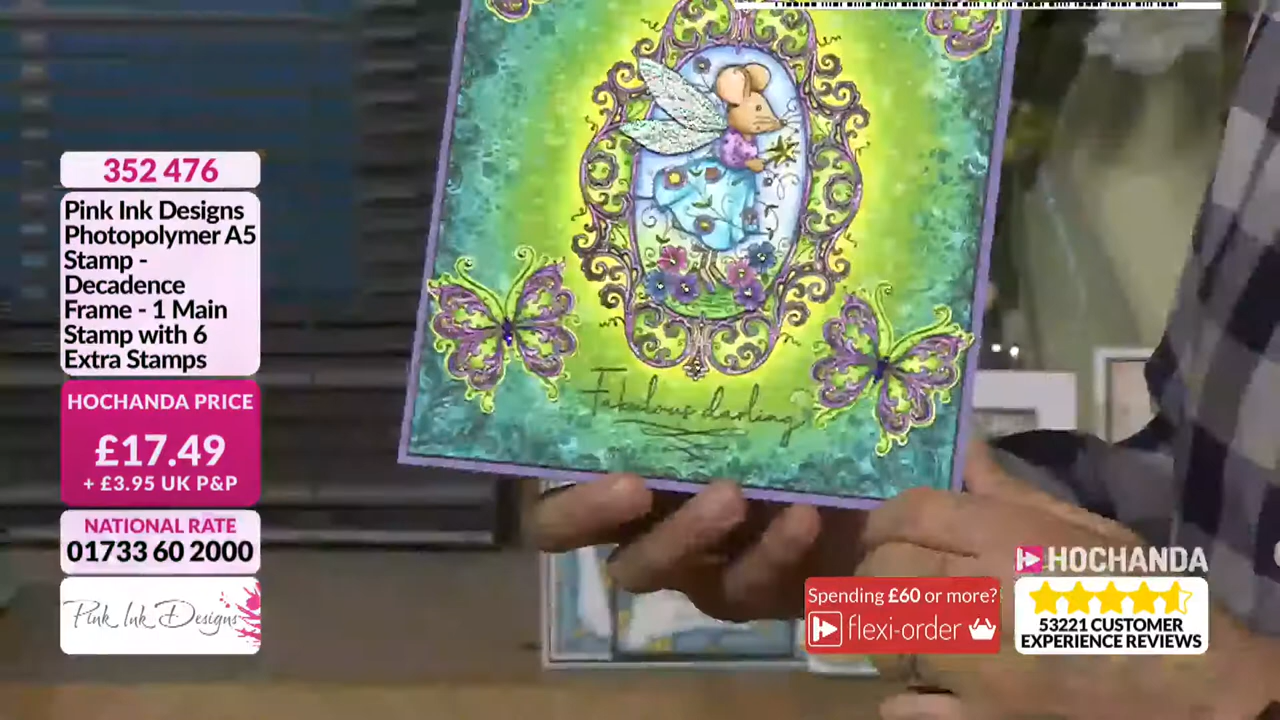 352 476
Pink Ink Designs
Photopolymer A5
Stamp -
Decadence
Frame - 1 Main
Stamp with 6
Extra Stamps
HOCHANDA PRICE
£17.49
+ £3.95 UK P&P
NATIONAL RATE
01733 60 2000
Pink Ink Designs
Fabulous darling
Spending £60 or more?
flexi-order
HOCHANDA
53221 CUSTOMER
EXPERIENCE REVIEWS